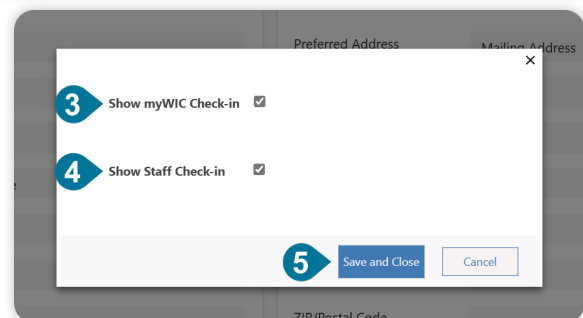 Preferred Address Mailing Address
×
3 Show myWIC Check-in
4 Show Staff Check-in
5 Save and Close Cancel
ZIP/Postal Code